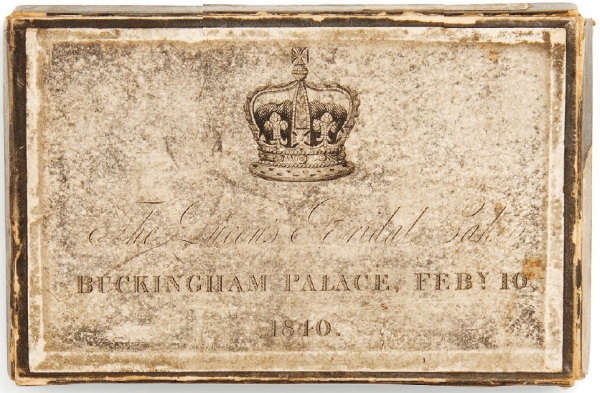 The Queen's Bridal Cake
BUCKINGHAM PALACE, FEBY 10,
1840.